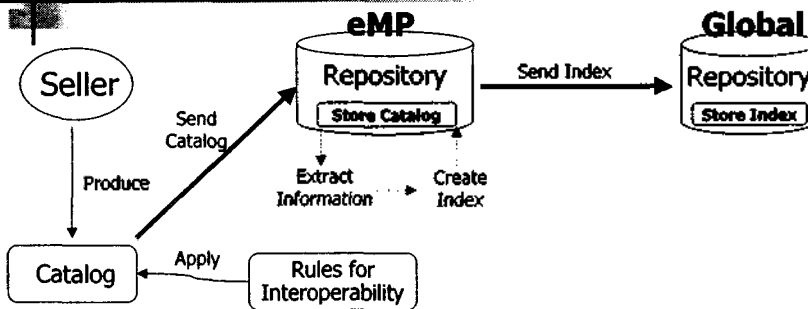 eMP
Global
Seller
Repository
Store Catalog
Send Index
Repository
Store Index
Send
Catalog
Produce
Extract
Information
Create
Index
Catalog
Apply
Rules for
Interoperability